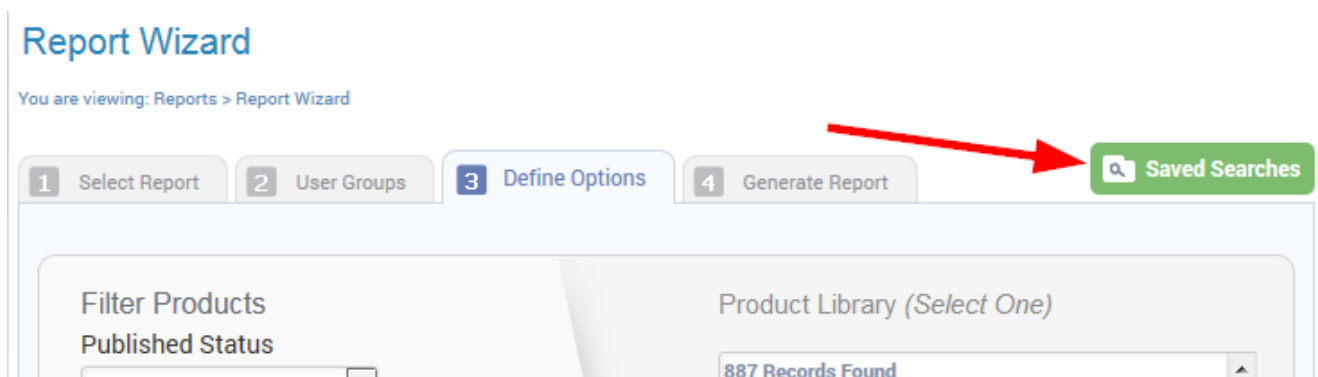 Report Wizard
You are viewing: Reports > Report Wizard
1 Select Report 2 User Groups 3 Define Options 4 Generate Report Saved Searches
Filter Products
Product Library (Select One)
Published Status
887 Records Found